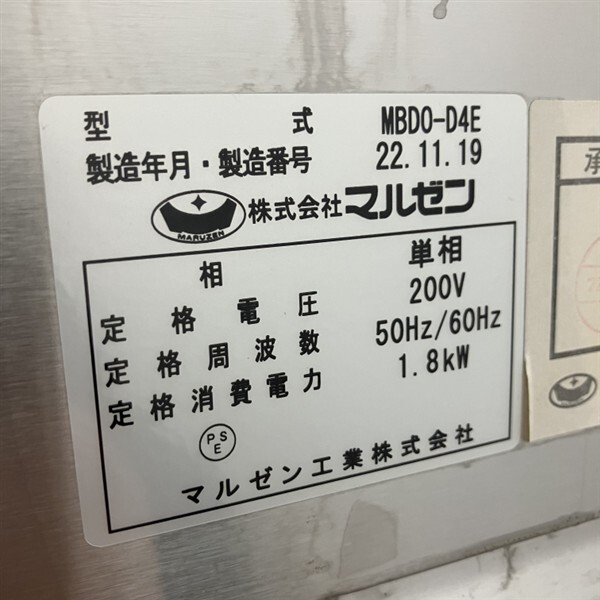 型式 MBDO-D4E
製造年月・製造番号 22.11.19
MARUZEN 株式会社マルゼン
相 単相
定格電圧 200V
定格周波数 50Hz/60Hz
定格消費電力 1.8kW
PSE
マルゼン工業株式会社
承